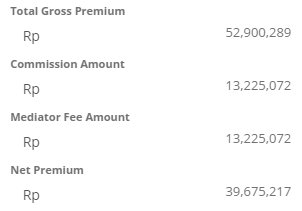 Total Gross Premium
Rp 52,900,289
Commission Amount
Rp 13,225,072
Mediator Fee Amount
Rp 13,225,072
Net Premium
Rp 39,675,217